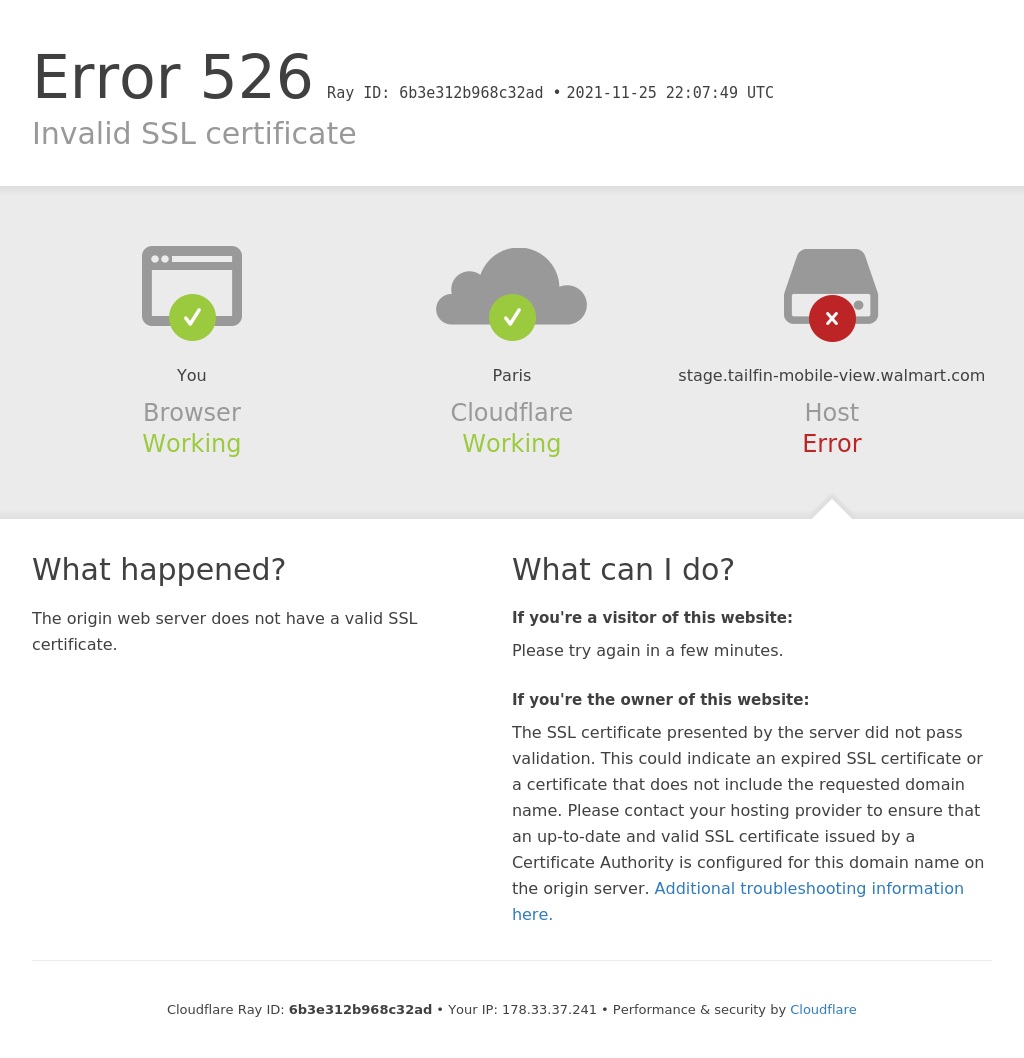 Error 526 Ray ID: 6b3e312b968c32ad • 2021-11-25 22:07:49 UTC
Invalid SSL certificate
You
Browser
Working
Paris
Cloudflare
Working
stage.tailfin-mobile-view.walmart.com
Host
Error
What happened?
The origin web server does not have a valid SSL
certificate.
What can I do?
If you're a visitor of this website:
Please try again in a few minutes.
If you're the owner of this website:
The SSL certificate presented by the server did not pass
validation. This could indicate an expired SSL certificate or
a certificate that does not include the requested domain
name. Please contact your hosting provider to ensure that
an up-to-date and valid SSL certificate issued by a
Certificate Authority is configured for this domain name on
the origin server. Additional troubleshooting information
here.
Cloudflare Ray ID: 6b3e312b968c32ad • Your IP: 178.33.37.241 • Performance & security by Cloudflare